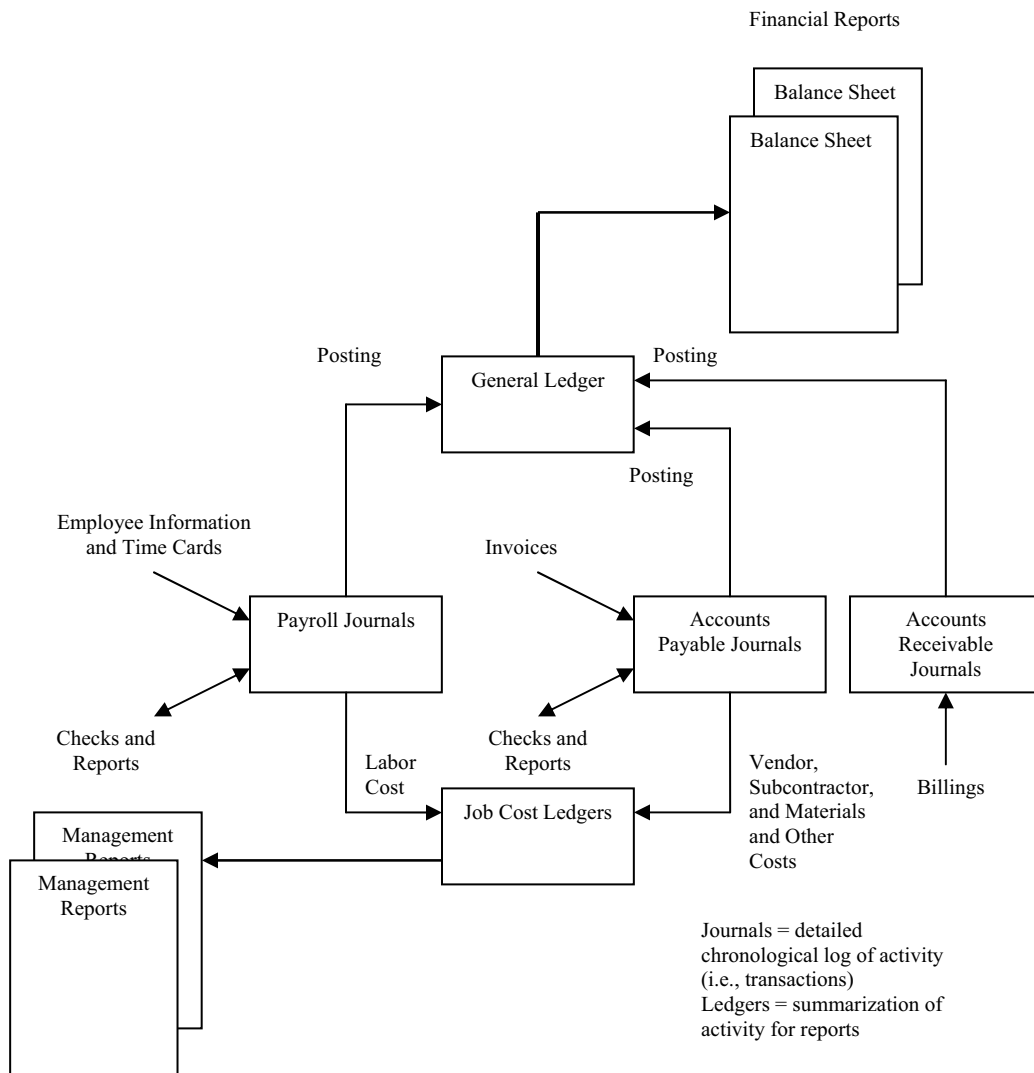 Financial Reports
Balance Sheet
Balance Sheet
Posting
General Ledger
Posting
Posting
Employee Information
and Time Cards
Invoices
Payroll Journals
Accounts
Payable Journals
Accounts
Receivable
Journals
Checks and
Reports
Labor
Cost
Checks and
Reports
Vendor,
Subcontractor,
and Materials
and Other
Costs
Billings
Job Cost Ledgers
Management
Reports
Management
Reports
Journals = detailed
chronological log of activity
(i.e., transactions)
Ledgers = summarization of
activity for reports